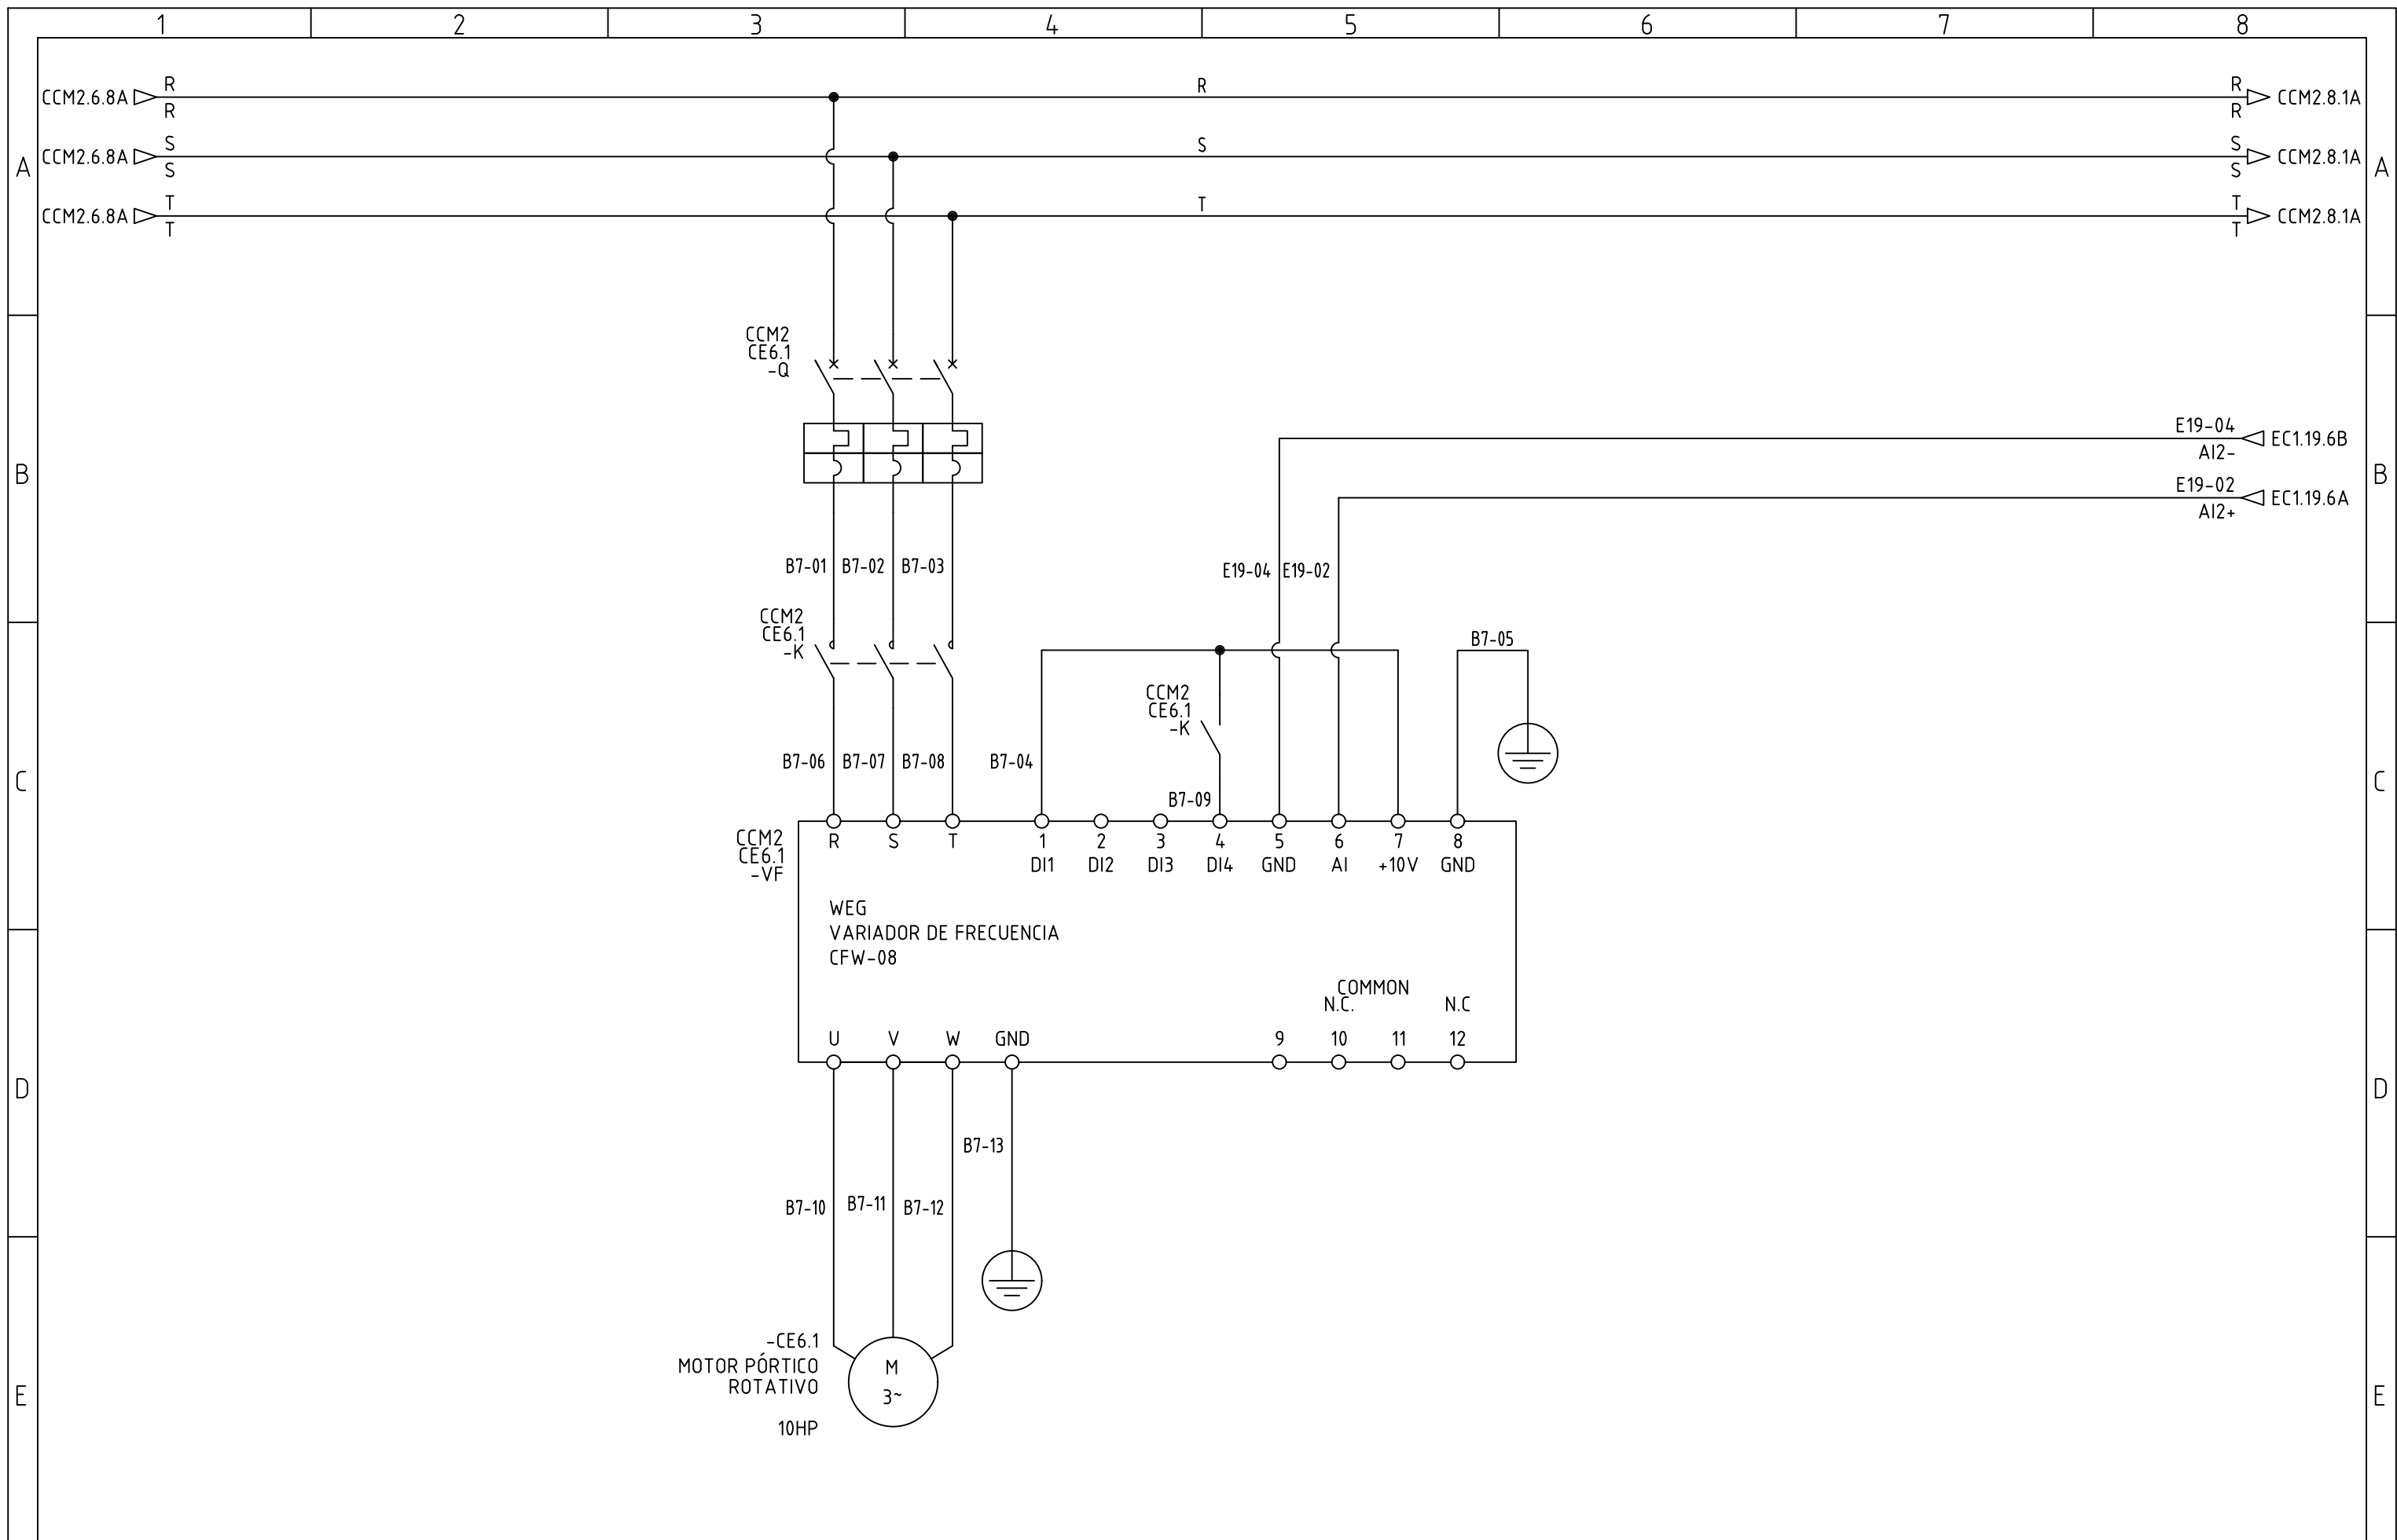 1 2 3 4 5 6 7 8
R R R
CCM2.6.8A CCM2.8.1A
R R
S S S
A CCM2.6.8A CCM2.8.1A A
S S
T T T
CCM2.6.8A CCM2.8.1A
T T
CCM2
CE6.1
-Q
E19-04
EC1.19.6B
AI2-
B B
E19-02
EC1.19.6A
AI2+
B7-01 B7-02 B7-03 E19-04 E19-02
CCM2
CE6.1
-K
B7-05
CCM2
CE6.1
-K
B7-06 B7-07 B7-08 B7-04
C C
B7-09
CCM2
CE6.1
-VF
R S T 1 2 3 4 5 6 7 8
DI1 DI2 DI3 DI4 GND AI +10V GND
WEG
VARIADOR DE FRECUENCIA
CFW-08
COMMON
N.C. N.C
U V W GND 9 10 11 12
D D
B7-13
B7-10 B7-11 B7-12
-CE6.1
MOTOR PÓRTICO
ROTATIVO
M
3~
E E
10HP